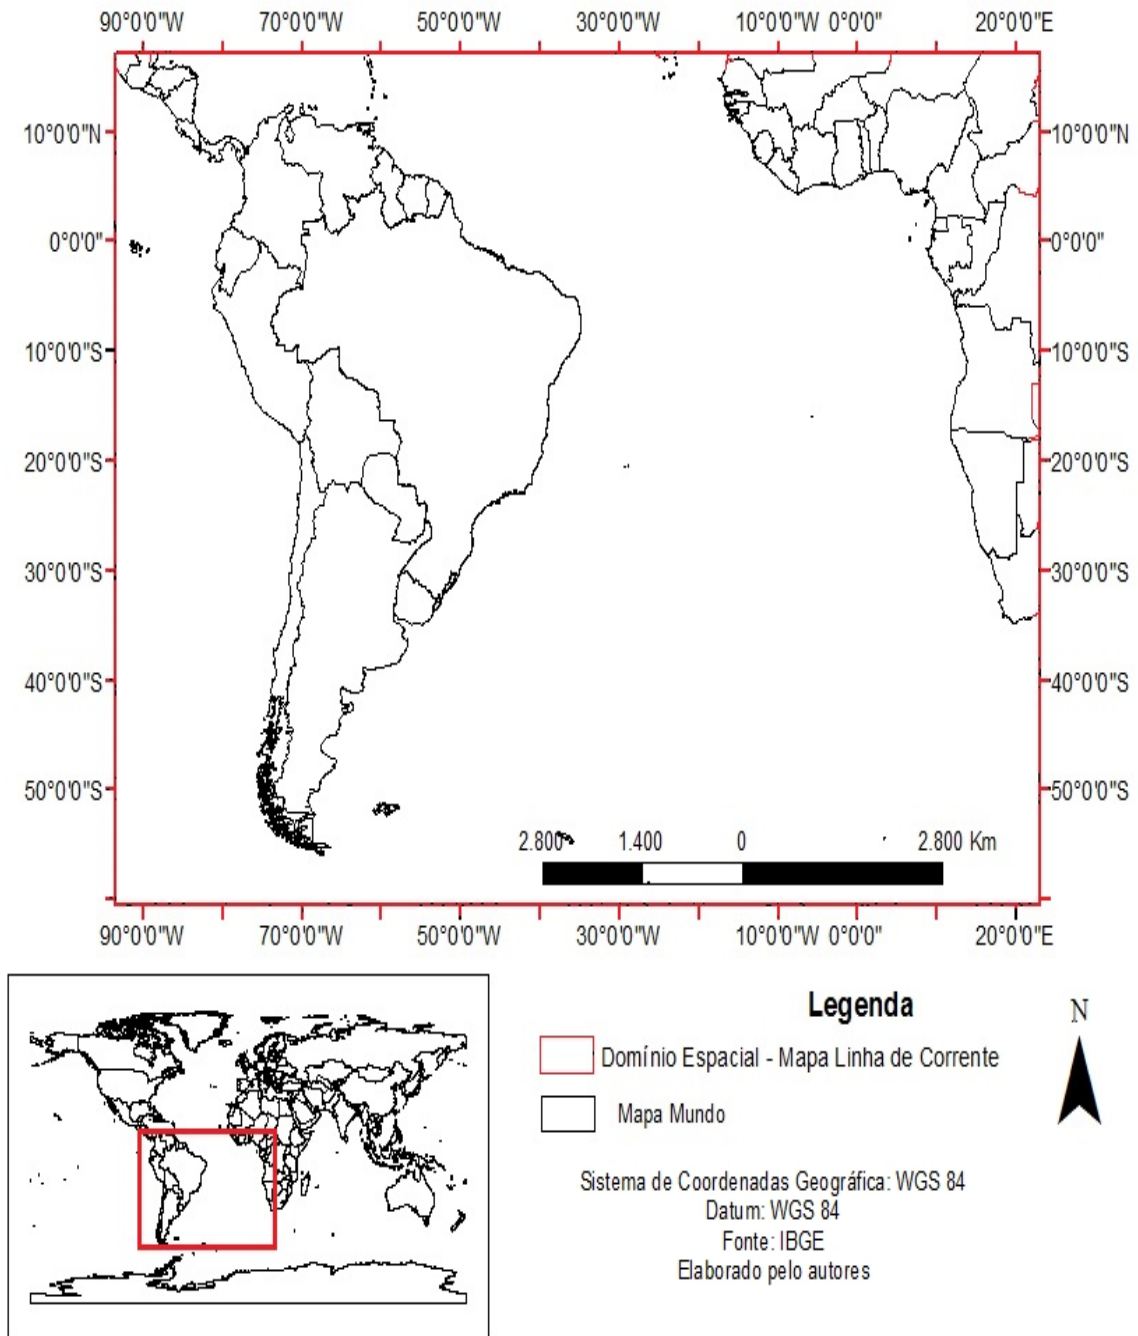 90°0'0"W 70°0'0"W 50°0'0"W 30°0'0"W 10°0'0"W 0°0'0" 20°0'0"E
10°0'0"N 10°0'0"N
0°0'0" 0°0'0"
10°0'0"S 10°0'0"S
20°0'0"S 20°0'0"S
30°0'0"S 30°0'0"S
40°0'0"S 40°0'0"S
50°0'0"S 50°0'0"S
2.800 1.400 0 2.800 Km
90°0'0"W 70°0'0"W 50°0'0"W 30°0'0"W 10°0'0"W 0°0'0" 20°0'0"E
Legenda
N
Domínio Espacial - Mapa Linha de Corrente
Mapa Mundo
Sistema de Coordenadas Geográfica: WGS 84
Datum: WGS 84
Fonte: IBGE
Elaborado pelo autores